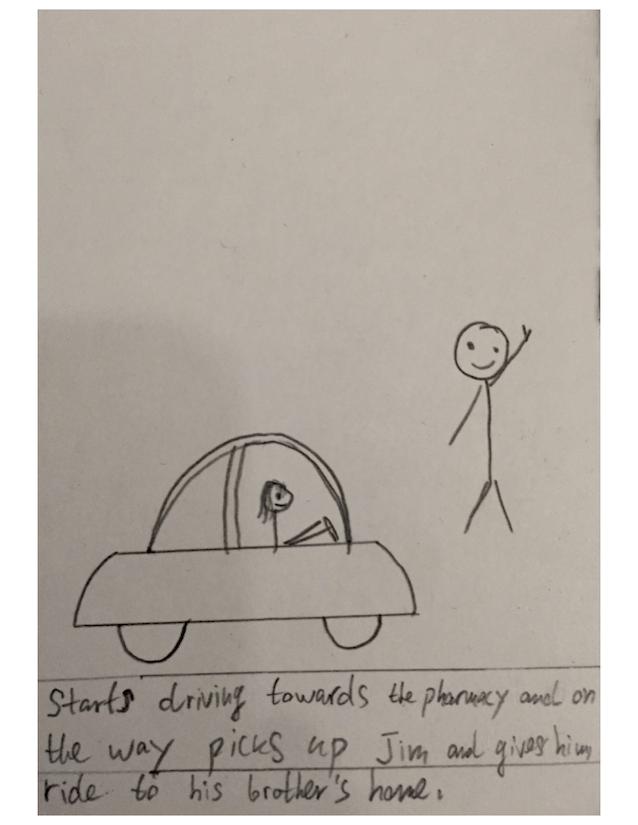 Starts driving towards the pharmacy and on
the way picks up Jim and gives him
ride to his brother's home.